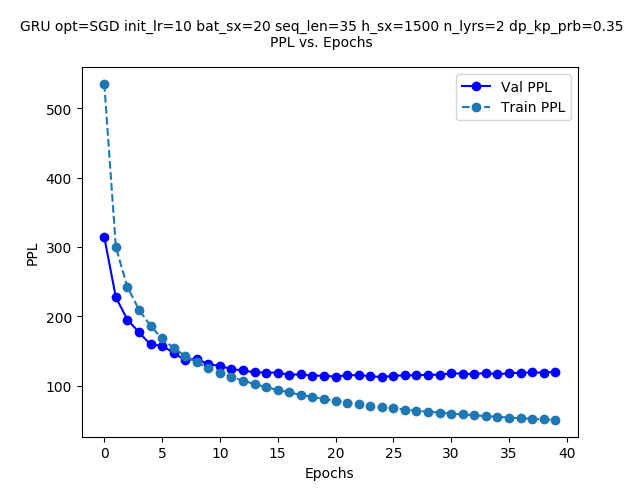 GRU opt=SGD init_lr=10 bat_sx=20 seq_len=35 h_sx=1500 n_lyrs=2 dp_kp_prb=0.35
PPL vs. Epochs
Val PPL
Train PPL
500
400
300
200
100
PPL
0 5 10 15 20 25 30 35 40
Epochs